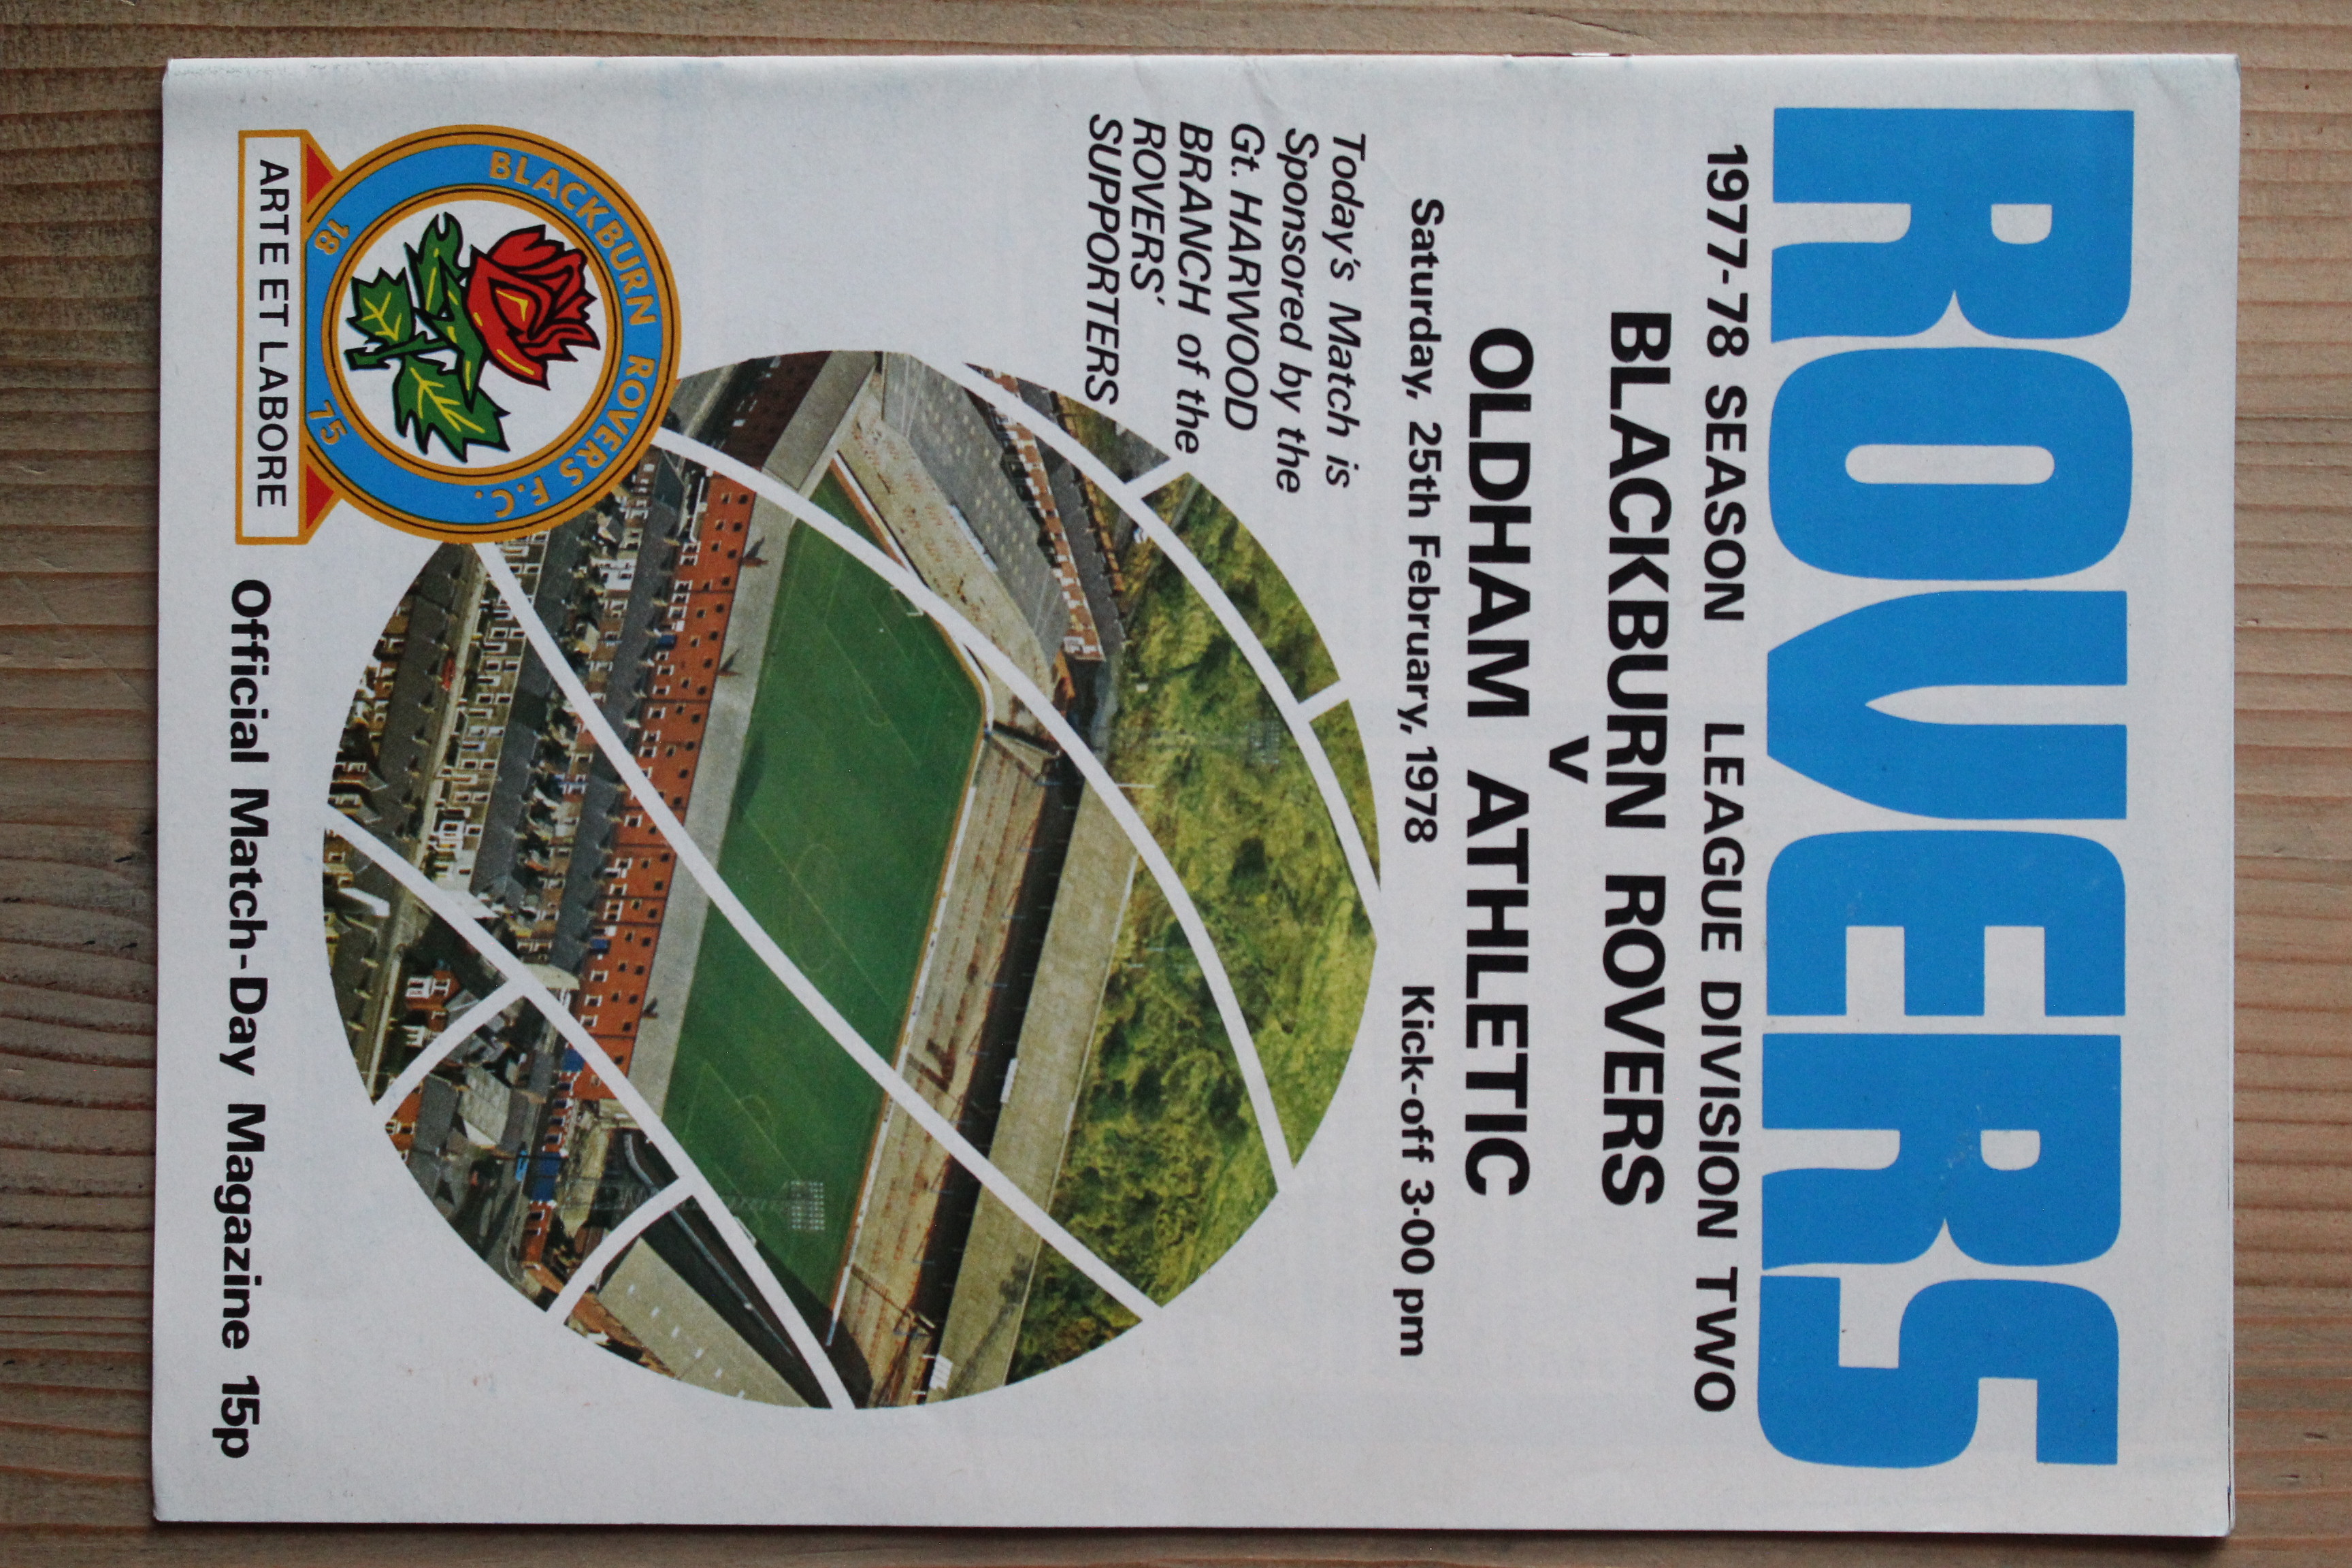 ROVERS
1977-78 SEASON LEAGUE DIVISION TWO
BLACKBURN ROVERS
v
OLDHAM ATHLETIC
Saturday, 25th February, 1978 Kick-off 3·00 pm
Today's Match is
Sponsored by the
Gt. HARWOOD
BRANCH of the
ROVERS'
SUPPORTERS
BLACKBURN ROVERS F.C.
18 75
ARTE ET LABORE
Official Match-Day Magazine 15p